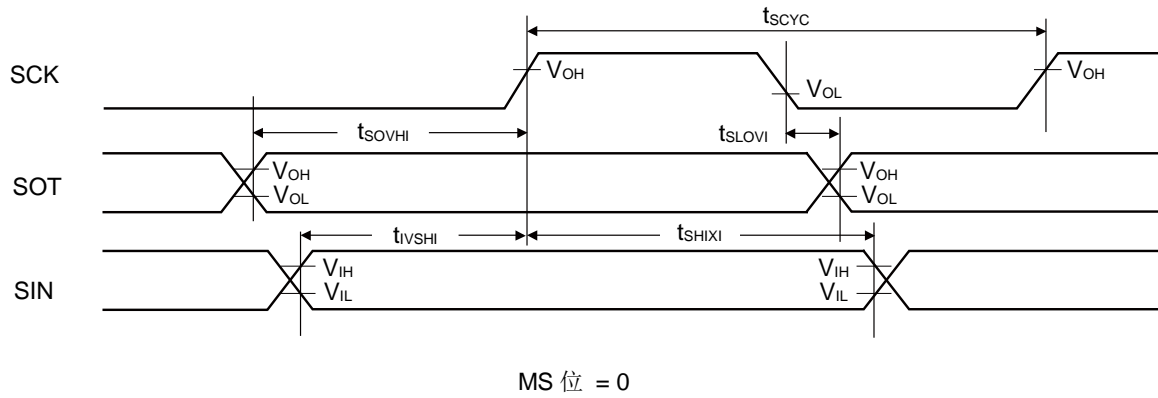 tSCYC
SCK
VOH
VOL
VOH
tSOVHI
tSLOVI
SOT
VOH
VOL
VOH
VOL
tIVSHI
tSHIXI
SIN
VIH
VIL
VIH
VIL
MS 位 = 0